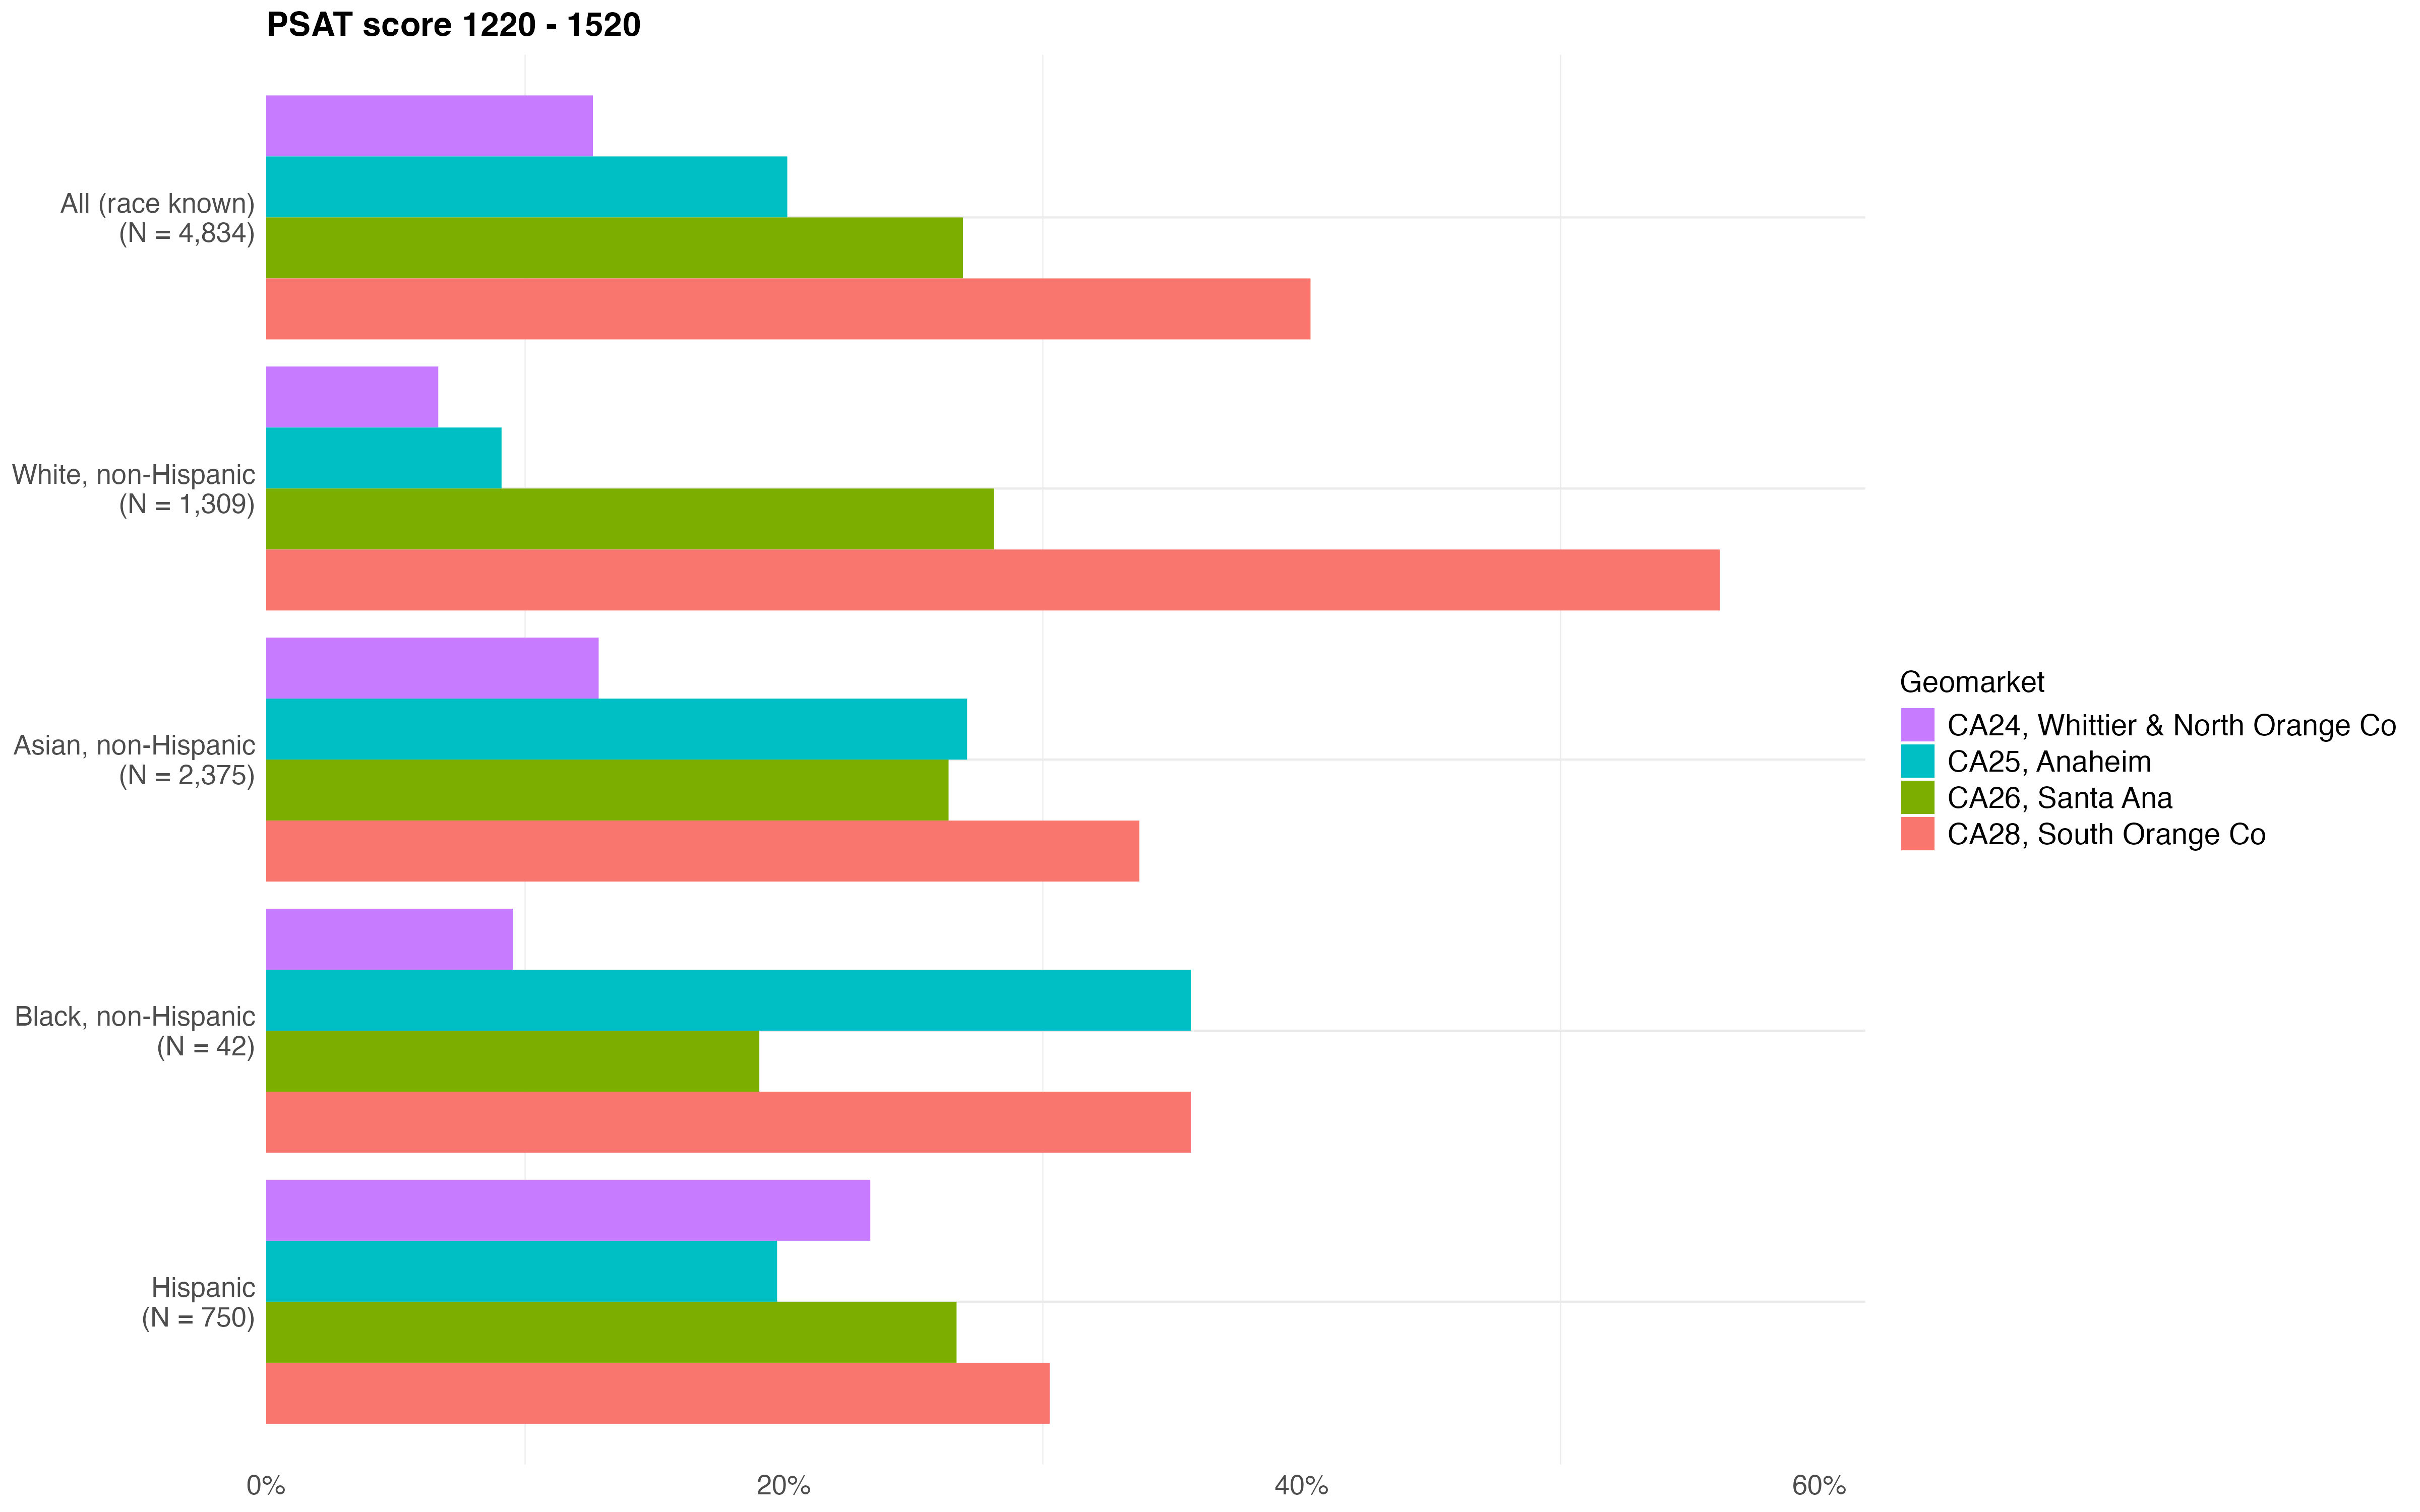 PSAT score 1220 - 1520
All (race known)
(N = 4,834)
White, non-Hispanic
(N = 1,309)
Asian, non-Hispanic
(N = 2,375)
Black, non-Hispanic
(N = 42)
Hispanic
(N = 750)
0%
20%
40%
60%
Geomarket
CA24, Whittier & North Orange Co
CA25, Anaheim
CA26, Santa Ana
CA28, South Orange Co